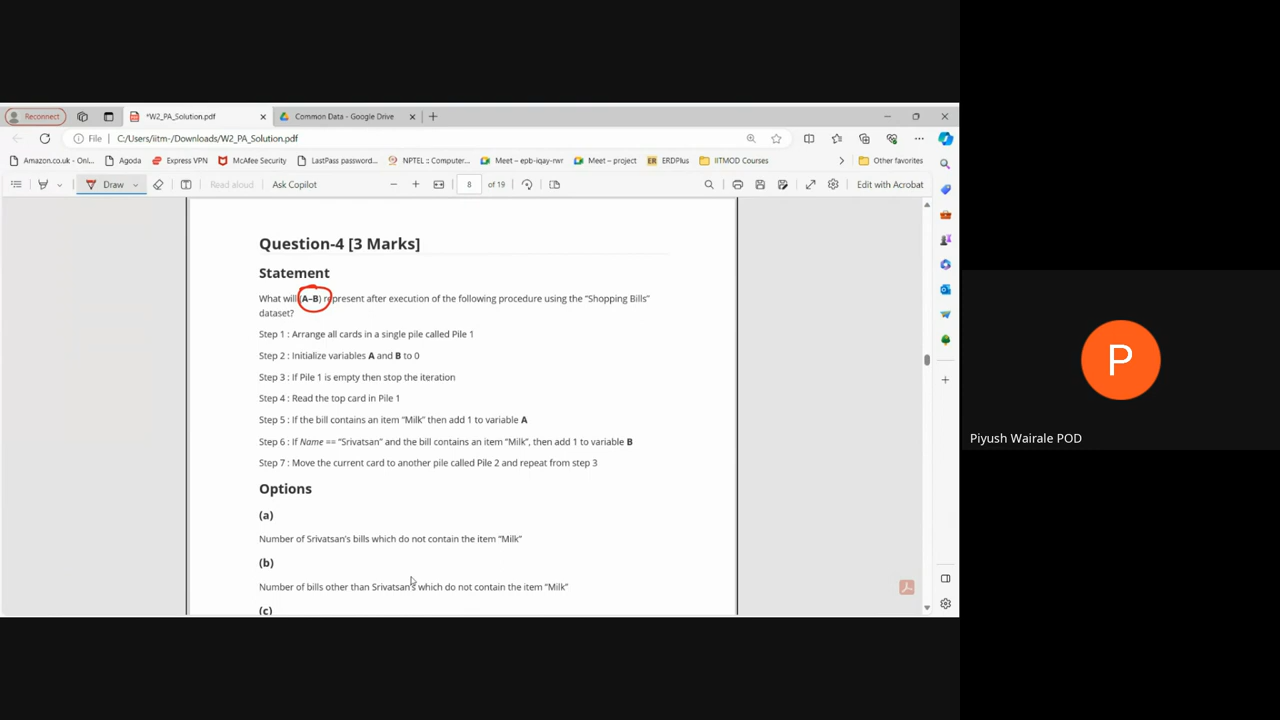 Reconnect
*W2_PA_Solution.pdf
Common Data - Google Drive
File
C:/Users/iitm-/Downloads/W2_PA_Solution.pdf
Amazon.co.uk - Onl...
Agoda
Express VPN
McAfee Security
LastPass password...
NPTEL :: Computer...
Meet – epb-iqay-rwr
Meet – project
ER ERDPlus
IITMOD Courses
Other favorites
Draw
Read aloud
Ask Copilot
8 of 19
Edit with Acrobat
Question-4 [3 Marks]
Statement
What will (A–B) represent after execution of the following procedure using the “Shopping Bills”
dataset?
Step 1 : Arrange all cards in a single pile called Pile 1
Step 2 : Initialize variables A and B to 0
Step 3 : If Pile 1 is empty then stop the iteration
Step 4 : Read the top card in Pile 1
Step 5 : If the bill contains an item “Milk” then add 1 to variable A
Step 6 : If Name == “Srivatsan” and the bill contains an item “Milk”, then add 1 to variable B
Step 7 : Move the current card to another pile called Pile 2 and repeat from step 3
Options
(a)
Number of Srivatsan’s bills which do not contain the item “Milk”
(b)
Number of bills other than Srivatsan’s which do not contain the item “Milk”
(c)
P
Piyush Wairale POD